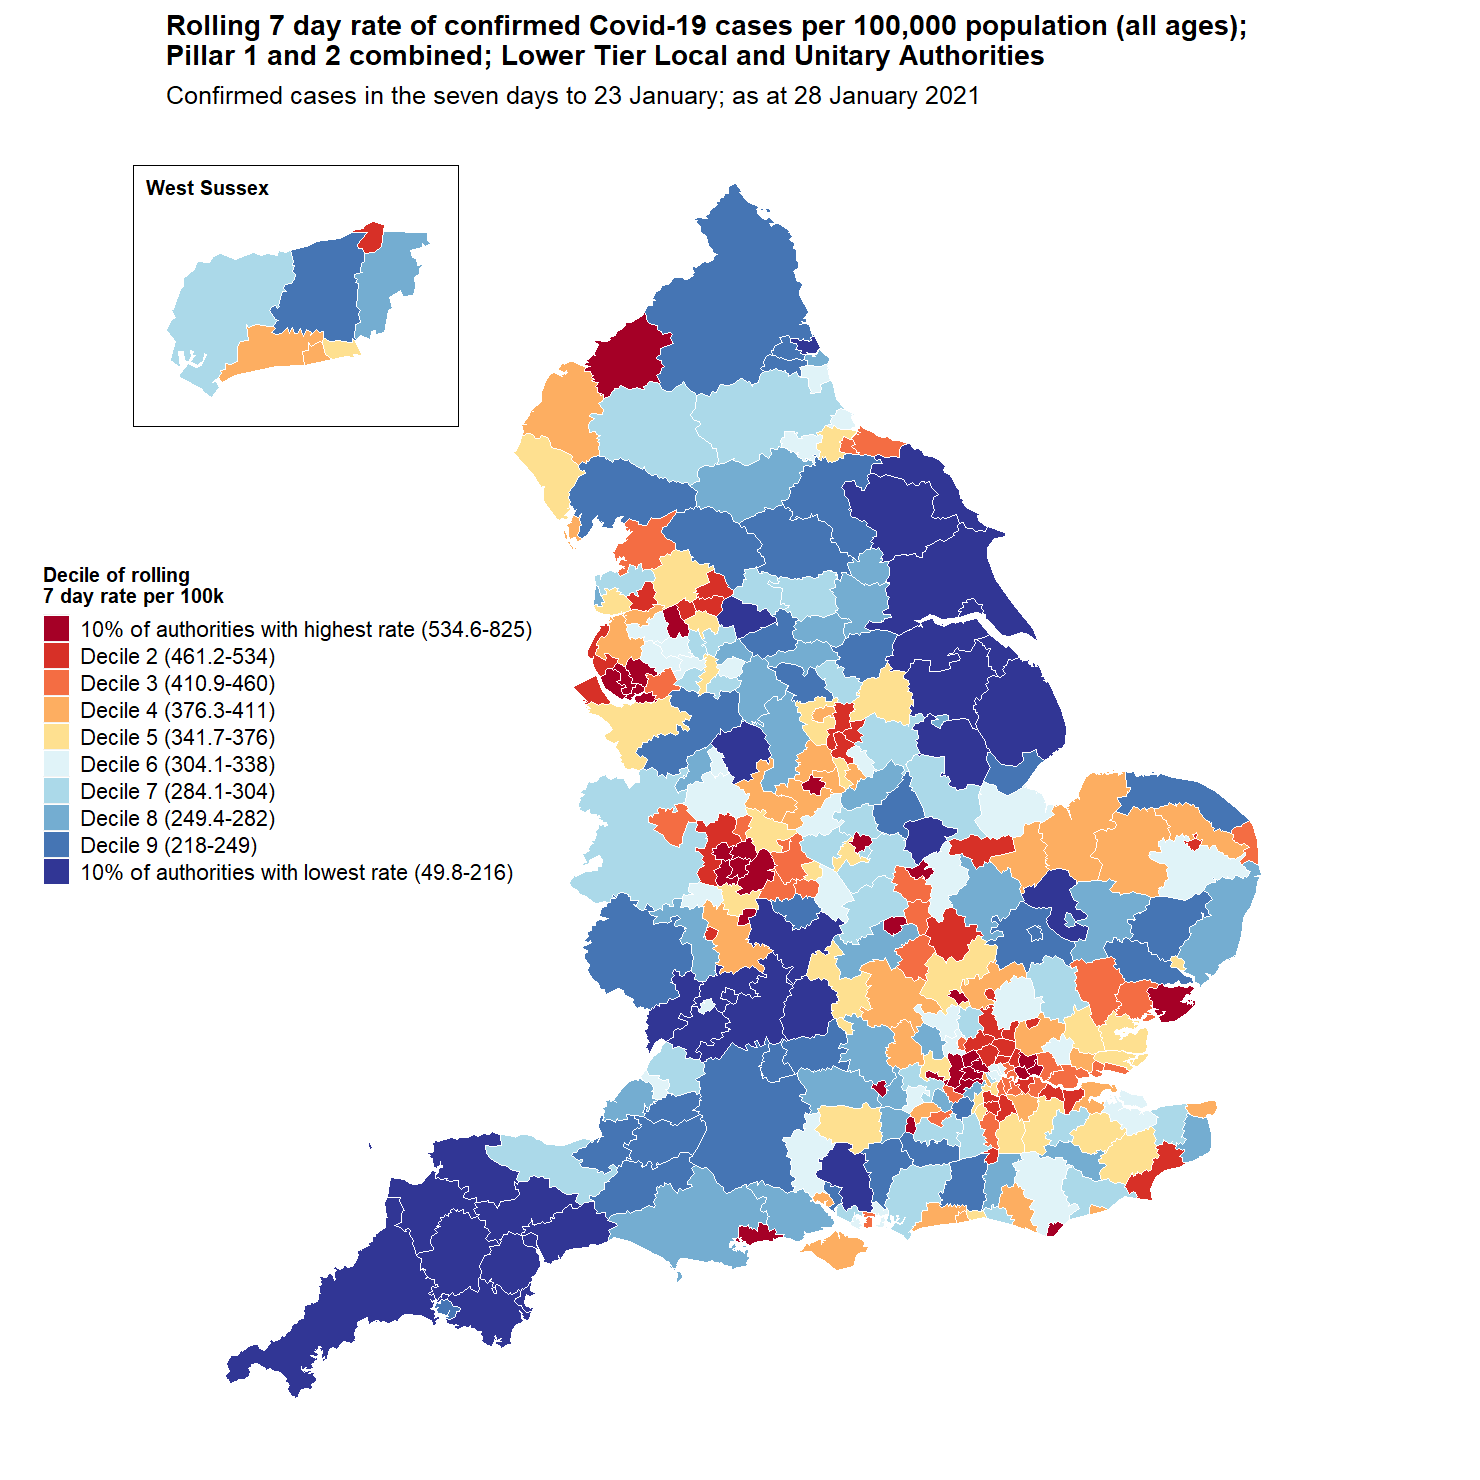 Rolling 7 day rate of confirmed Covid-19 cases per 100,000 population (all ages);
Pillar 1 and 2 combined; Lower Tier Local and Unitary Authorities
Confirmed cases in the seven days to 23 January; as at 28 January 2021
West Sussex
Decile of rolling
7 day rate per 100k
10% of authorities with highest rate (534.6-825)
Decile 2 (461.2-534)
Decile 3 (410.9-460)
Decile 4 (376.3-411)
Decile 5 (341.7-376)
Decile 6 (304.1-338)
Decile 7 (284.1-304)
Decile 8 (249.4-282)
Decile 9 (218-249)
10% of authorities with lowest rate (49.8-216)